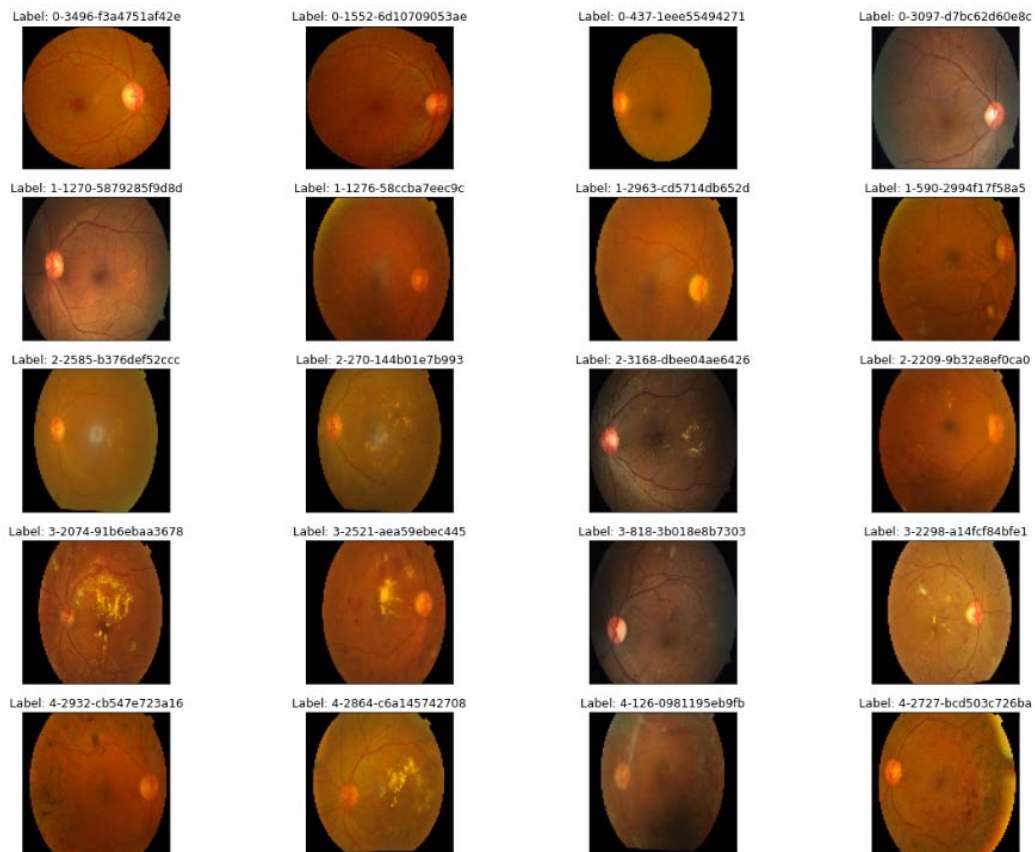 Label: 0-3496-f3a4751af42e
Label: 0-1552-6d10709053ae
Label: 0-437-1eee55494271
Label: 0-3097-d7bc62d60e8c
Label: 1-1270-5879285f9d8d
Label: 1-1276-58ccba7eec9c
Label: 1-2963-cd5714db652d
Label: 1-590-2994f17f58a5
Label: 2-2585-b376def52ccc
Label: 2-270-144b01e7b993
Label: 2-3168-dbee04ae6426
Label: 2-2209-9b32e8ef0ca0
Label: 3-2074-91b6ebaa3678
Label: 3-2521-aea59ebec445
Label: 3-818-3b018e8b7303
Label: 3-2298-a14fcf84bfe1
Label: 4-2932-cb547e723a16
Label: 4-2864-c6a145742708
Label: 4-126-0981195eb9fb
Label: 4-2727-bcd503c726ba